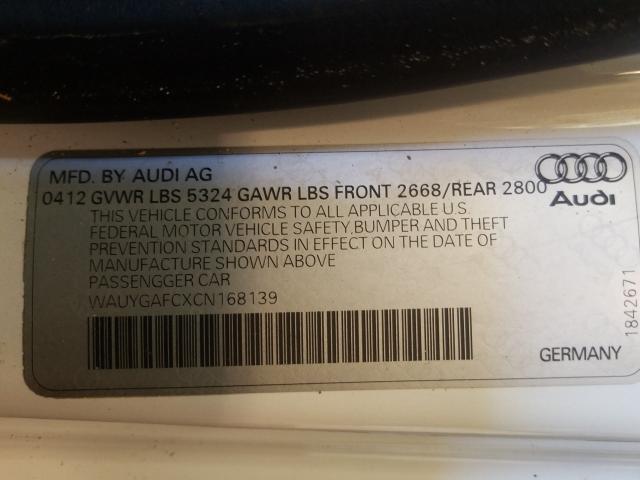 MFD. BY AUDI AG
0412 GVWR LBS 5324 GAWR LBS FRONT 2668/REAR 2800
Audi
THIS VEHICLE CONFORMS TO ALL APPLICABLE U.S.
FEDERAL MOTOR VEHICLE SAFETY,BUMPER AND THEFT
PREVENTION STANDARDS IN EFFECT ON THE DATE OF
MANUFACTURE SHOWN ABOVE
PASSENGGER CAR
WAUYGAFCXCN168139
GERMANY
1842671